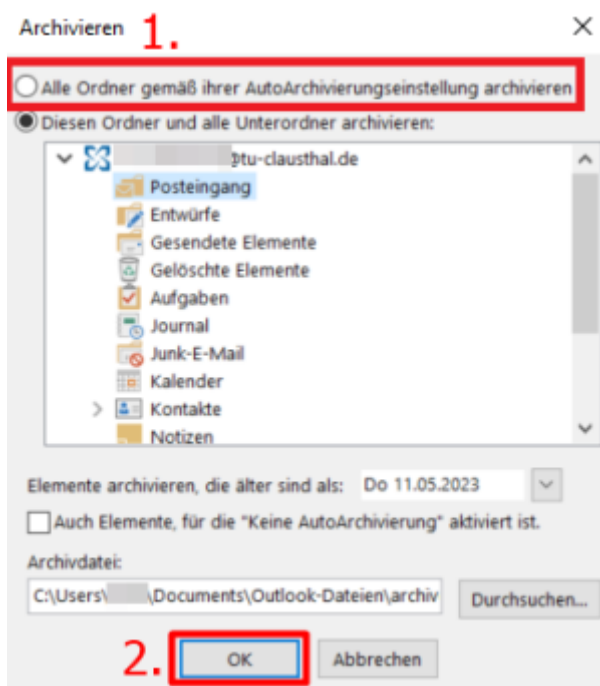 Archivieren 1.
Alle Ordner gemäß ihrer AutoArchivierungseinstellung archivieren
Diesen Ordner und alle Unterordner archivieren:
@tu-clausthal.de
Posteingang
Entwürfe
Gesendete Elemente
Gelöschte Elemente
Aufgaben
Journal
Junk-E-Mail
Kalender
Kontakte
Notizen
Elemente archivieren, die älter sind als: Do 11.05.2023
Auch Elemente, für die "Keine AutoArchivierung" aktiviert ist.
Archivdatei:
C:\Users\ \Documents\Outlook-Dateien\archiv Durchsuchen...
2. OK Abbrechen